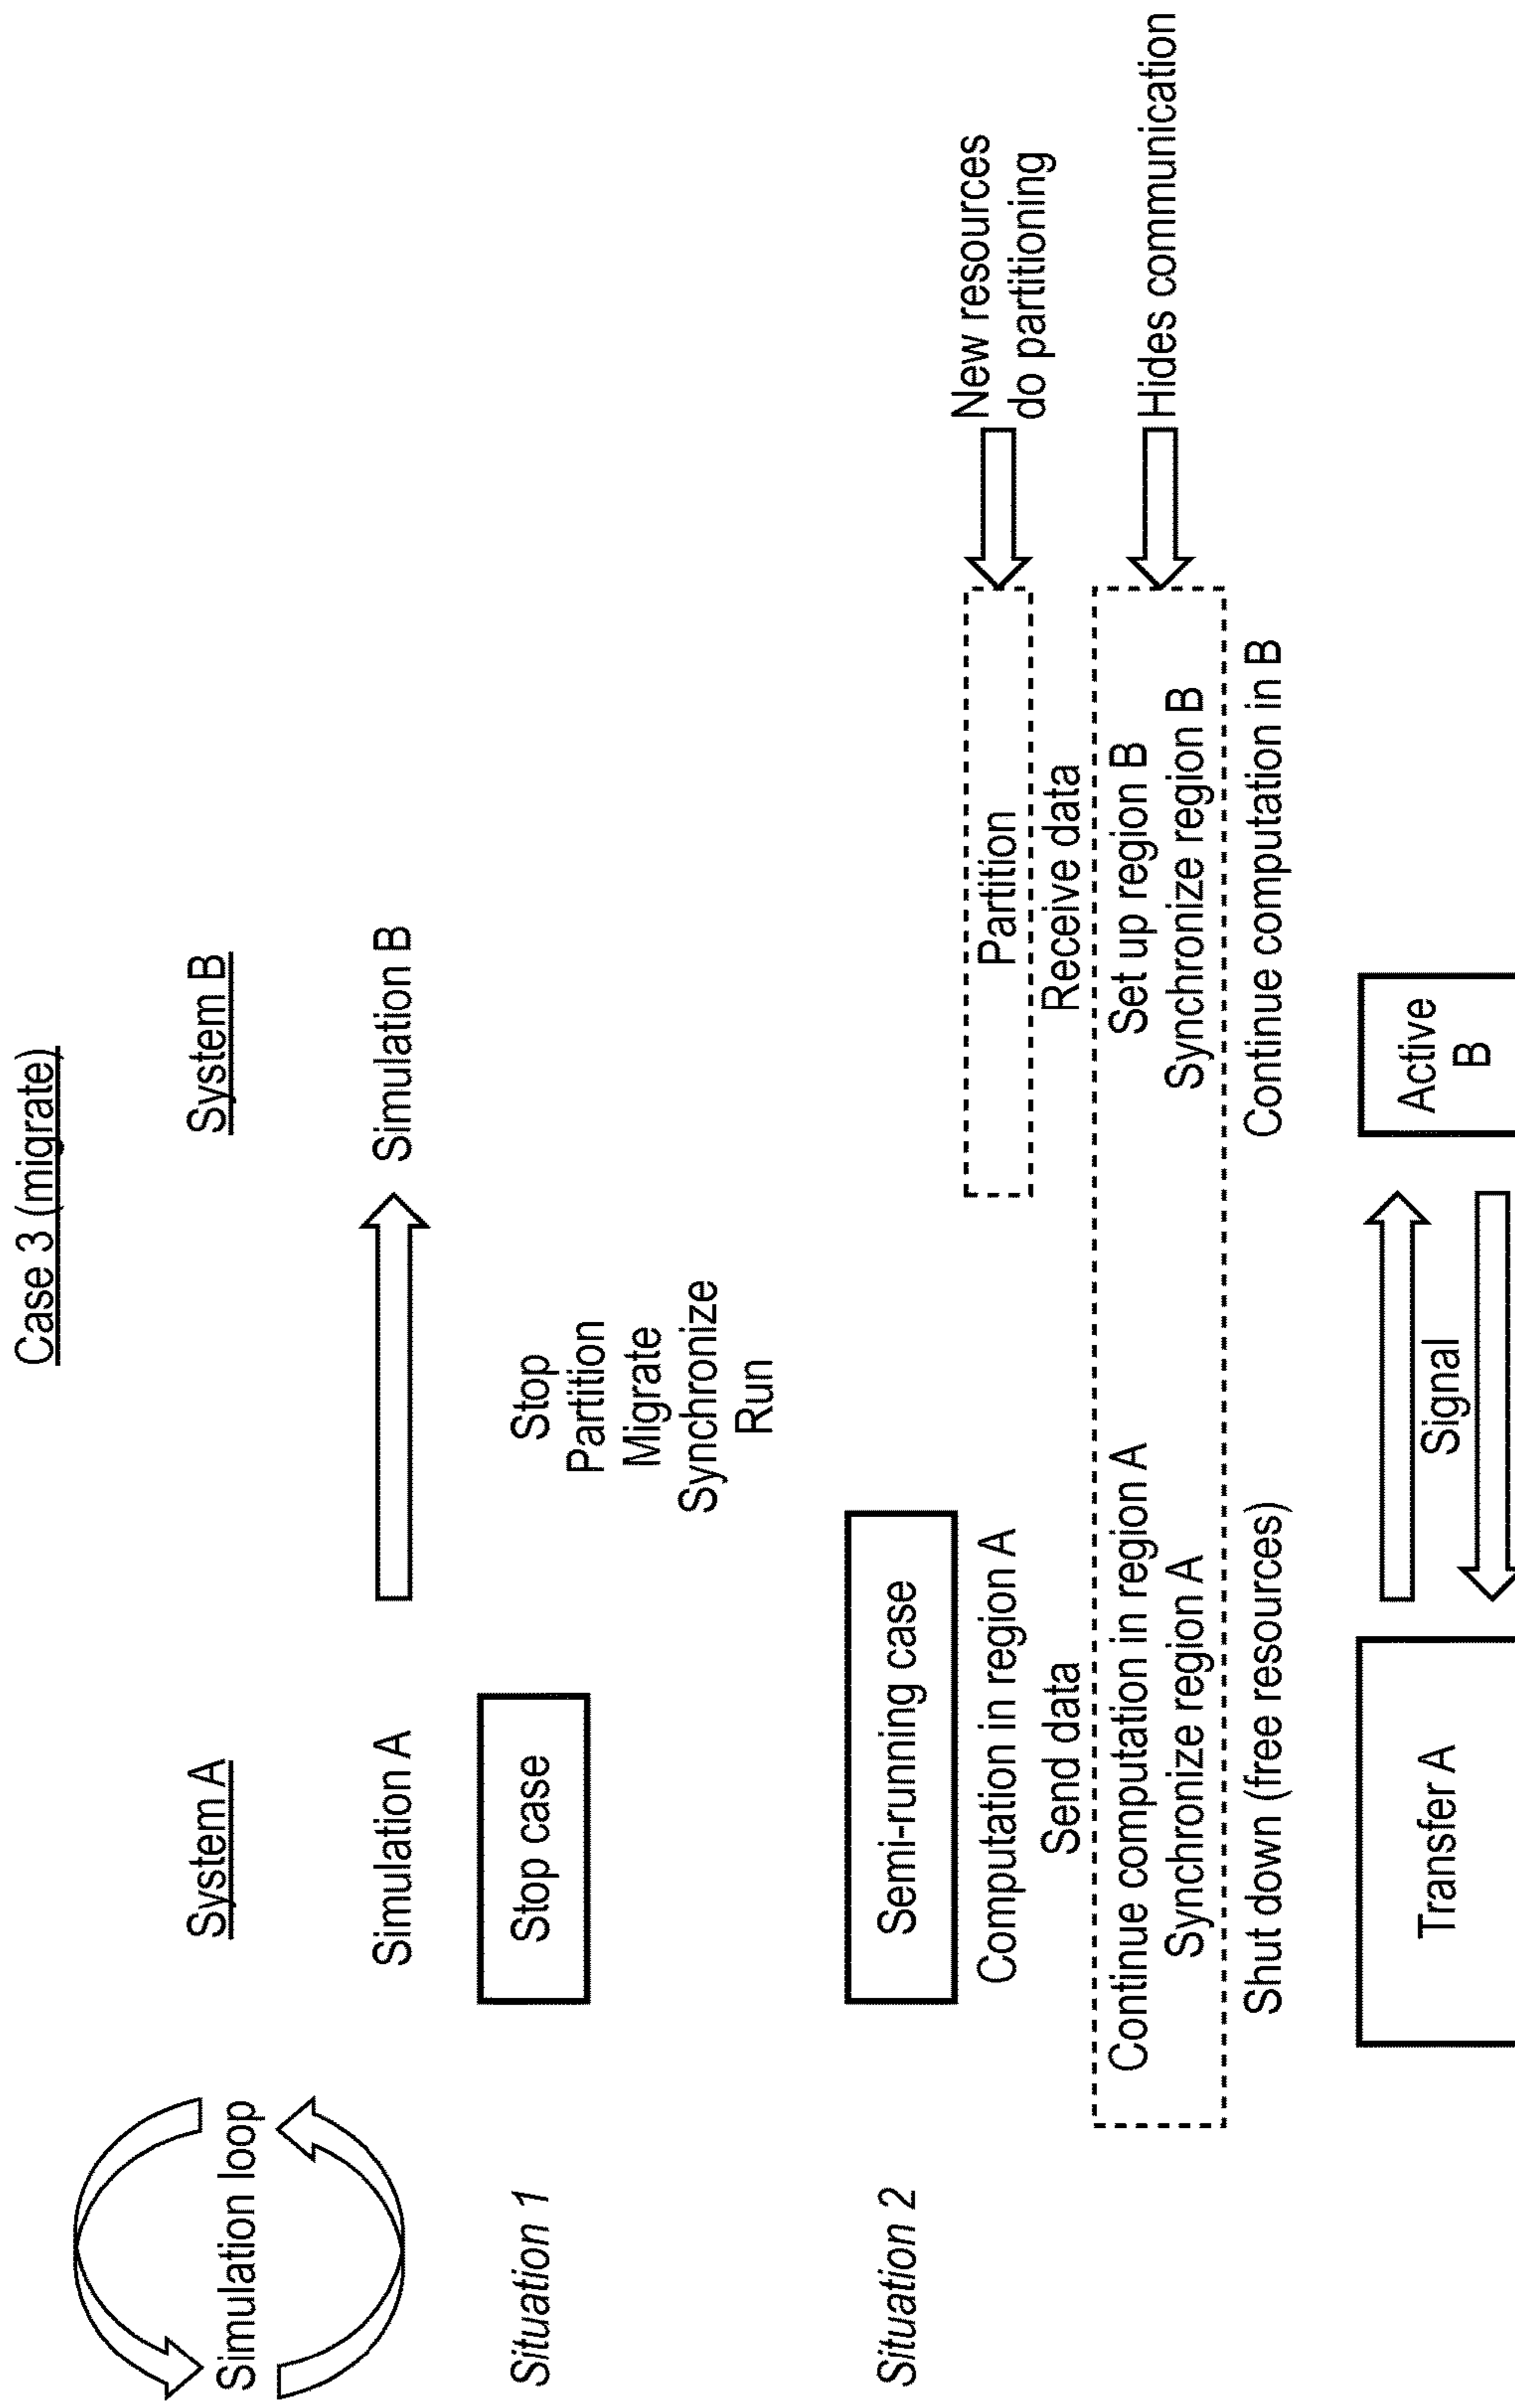 Case 3 (migrate)
System A
System B
Simulation loop
Simulation A
Simulation B
Situation 1
Stop case
Stop
Partition
Migrate
Synchronize
Run
Situation 2
Semi-running case
Computation in region A
Partition
New resources
do partitioning
Send data
Receive data
Continue computation in region A
Set up region B
Hides communication
Synchronize region A
Synchronize region B
Shut down (free resources)
Continue computation in B
Transfer A
Signal
Active
B